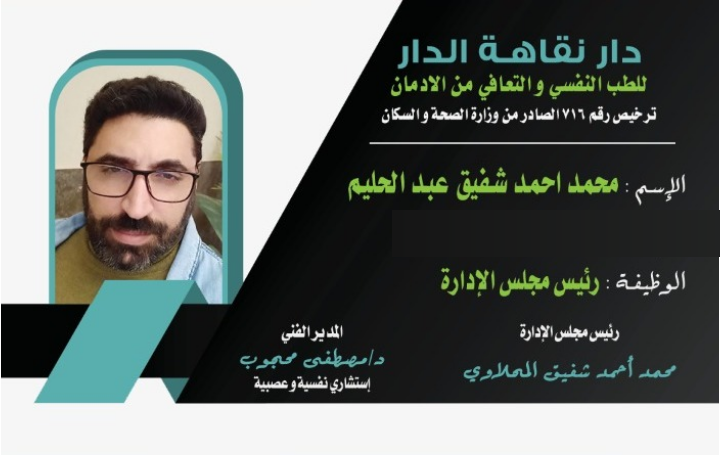 دار نقاهة الدار
للطب النفسي والتعافي من الادمان
ترخيص رقم ٧١٦ الصادر من وزارة الصحة والسكان
الإسم : محمد احمد شفيق عبد الحليم
الوظيفة : رئيس مجلس الإدارة
رئيس مجلس الإدارة
محمد أحمد شفيق المحلاوي
المدير الفني
د/مصطفى محجوب
إستشاري نفسية وعصبية